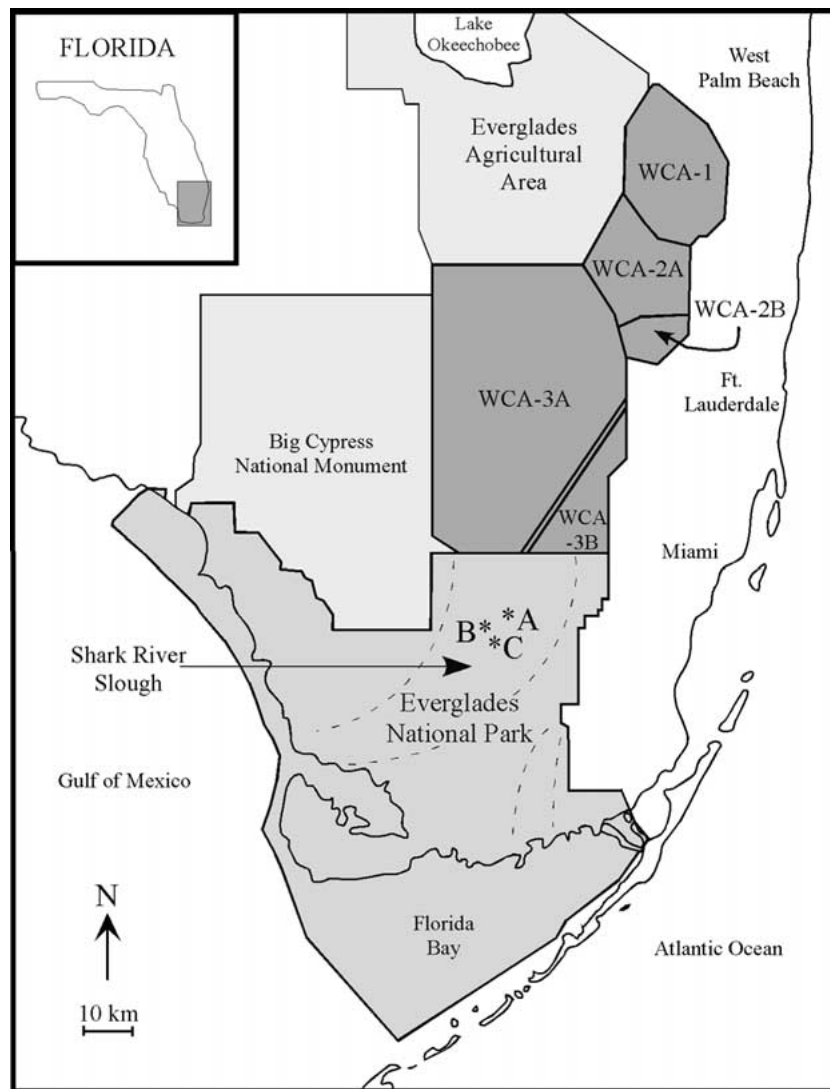 FLORIDA
Lake
Okeechobee
West
Palm Beach
Everglades
Agricultural
Area
WCA-1
WCA-2A
WCA-2B
Ft.
Lauderdale
WCA-3A
Big Cypress
National Monument
WCA
-3B
Miami
B* *A
*C
Shark River
Slough
Everglades
National Park
Gulf of Mexico
N
Florida
Bay
Atlantic Ocean
10 km